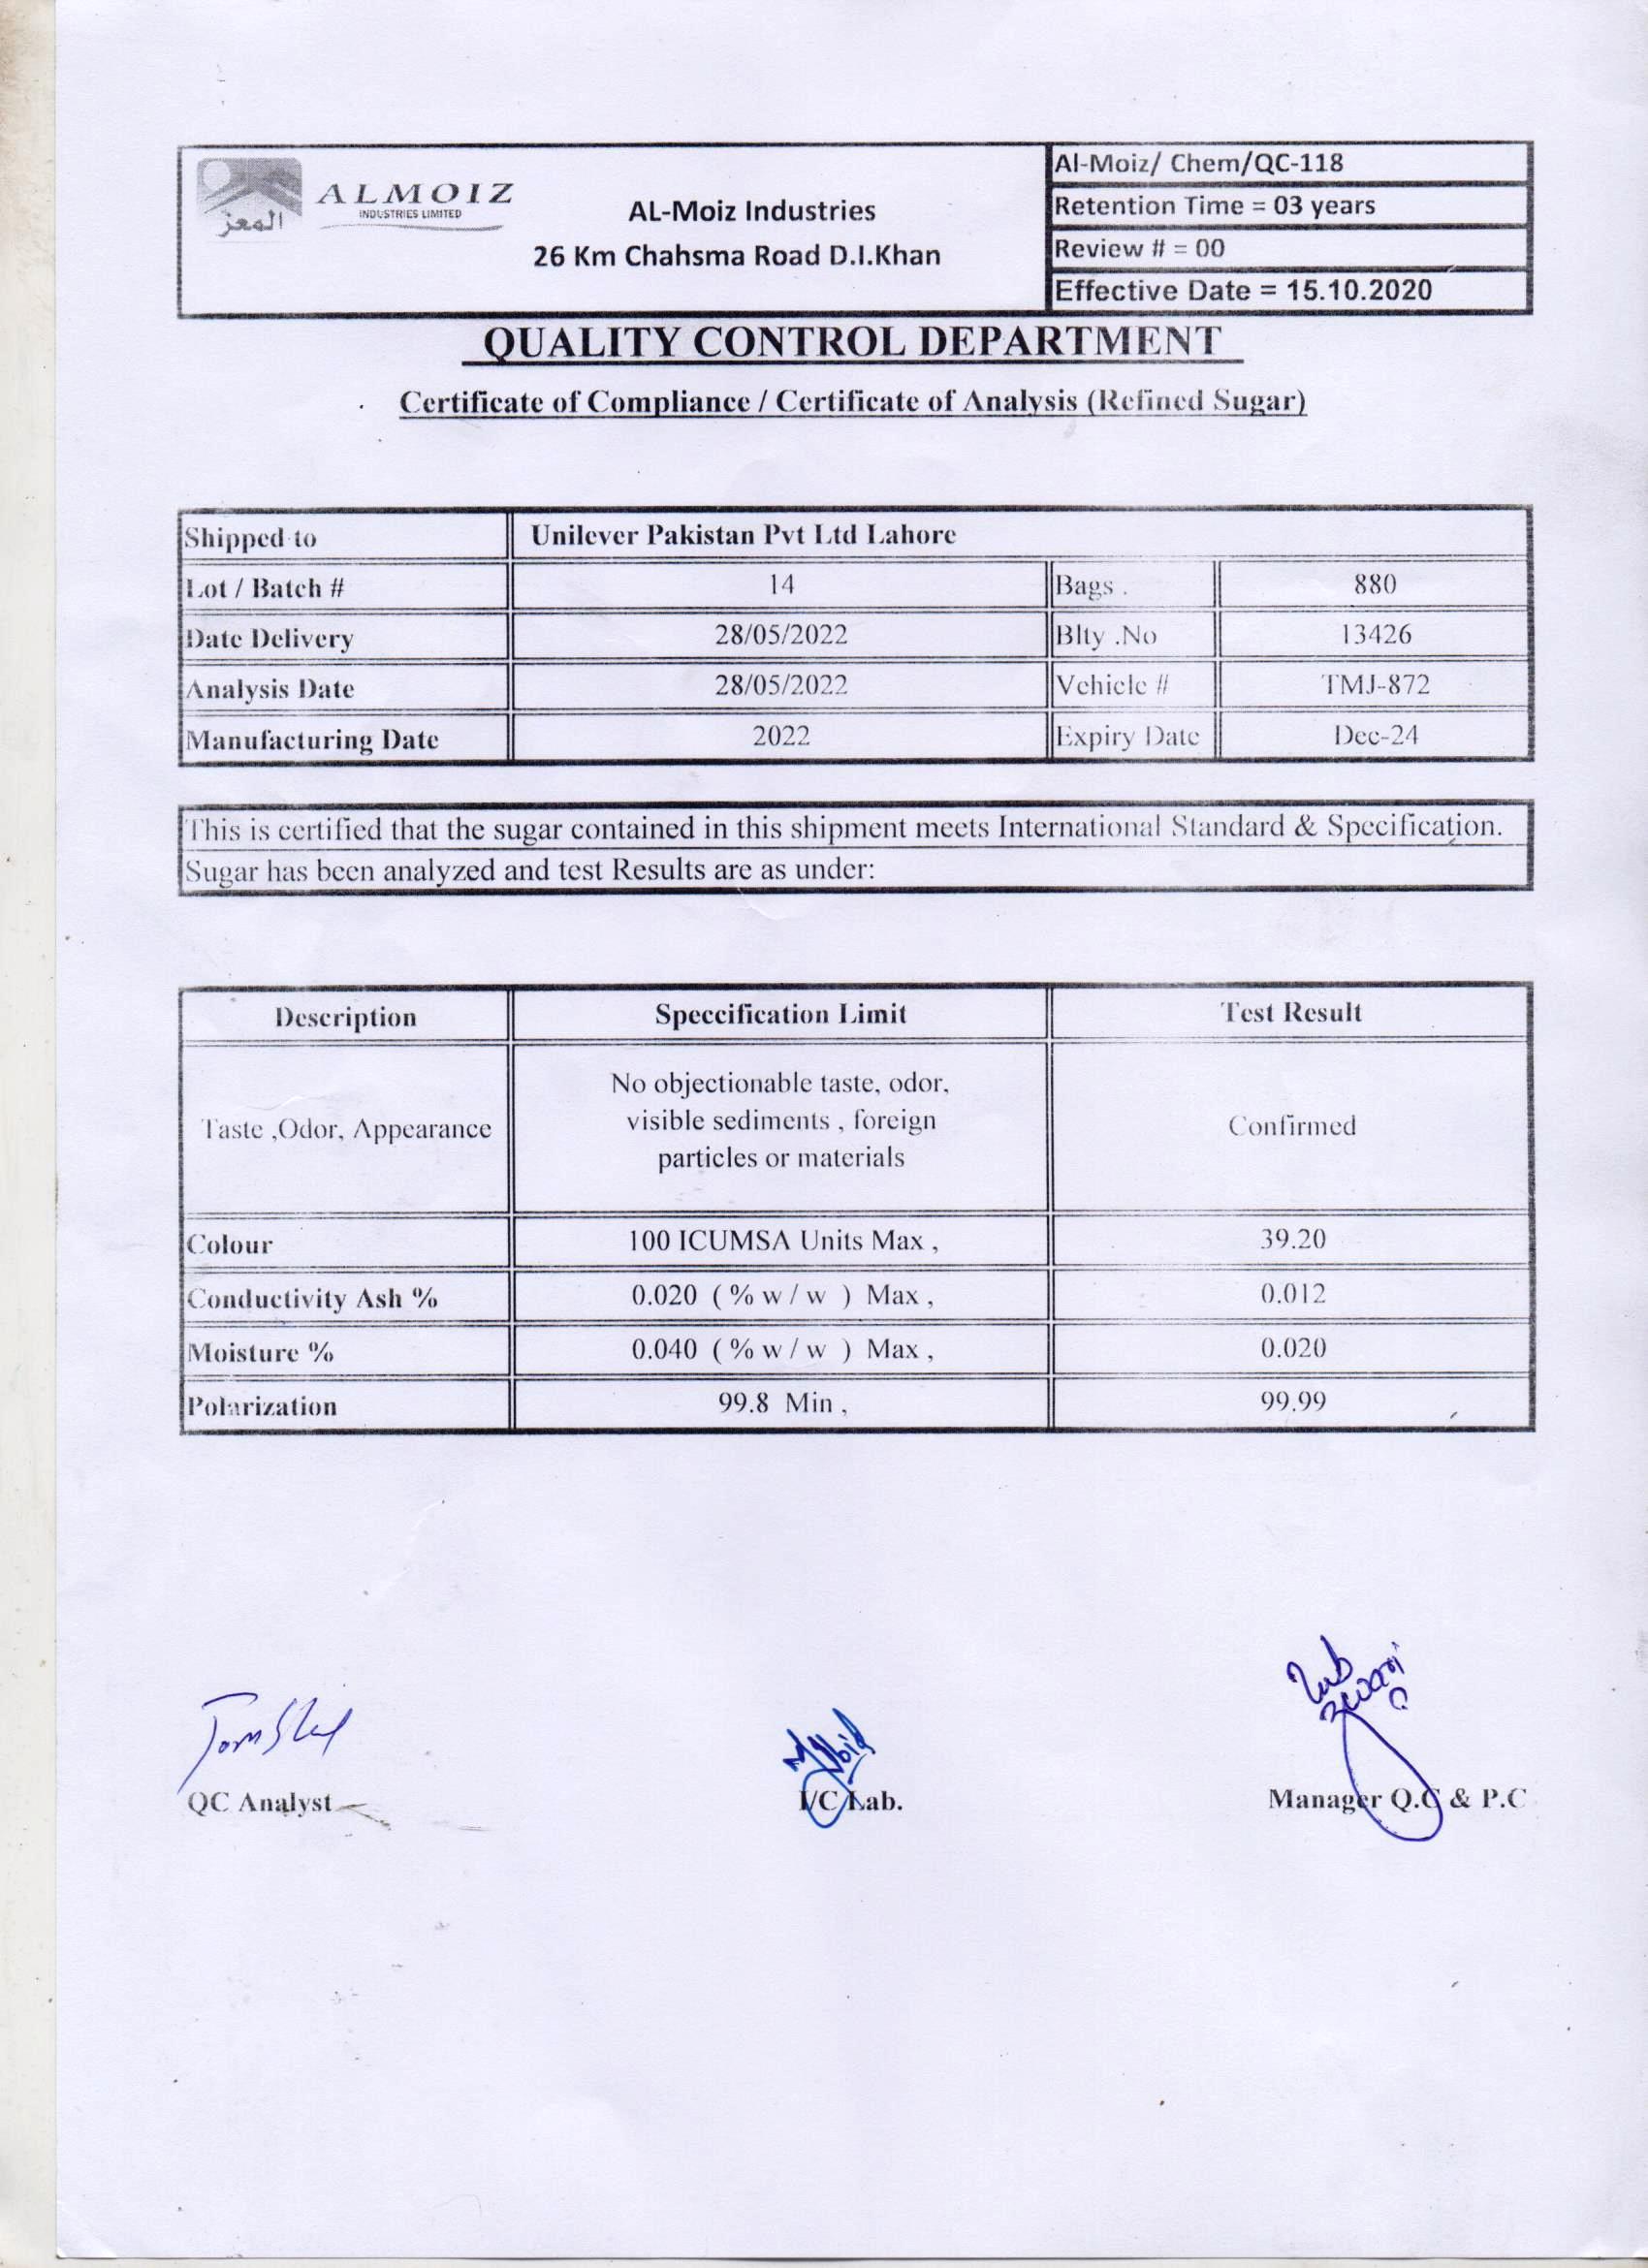 ALMOIZ
INDUSTRIES LIMITED
المعز
AL-Moiz Industries
26 Km Chahsma Road D.I.Khan
Al-Moiz/ Chem/QC-118
Retention Time = 03 years
Review # = 00
Effective Date = 15.10.2020
QUALITY CONTROL DEPARTMENT
Certificate of Compliance / Certificate of Analysis (Refined Sugar)
Shipped to Unilever Pakistan Pvt Ltd Lahore
Lot / Batch # 14 Bags . 880
Date Delivery 28/05/2022 Blty .No 13426
Analysis Date 28/05/2022 Vehicle # TMJ-872
Manufacturing Date 2022 Expiry Date Dec-24
This is certified that the sugar contained in this shipment meets International Standard & Specification.
Sugar has been analyzed and test Results are as under:
Description Speccification Limit Test Result
Taste ,Odor, Appearance
No objectionable taste, odor,
visible sediments , foreign
particles or materials
Confirmed
Colour 100 ICUMSA Units Max , 39.20
Conductivity Ash % 0.020 ( % w / w ) Max , 0.012
Moisture % 0.040 ( % w / w ) Max , 0.020
Polarization 99.8 Min , 99.99
QC Analyst I/C Lab. Manager Q.C & P.C